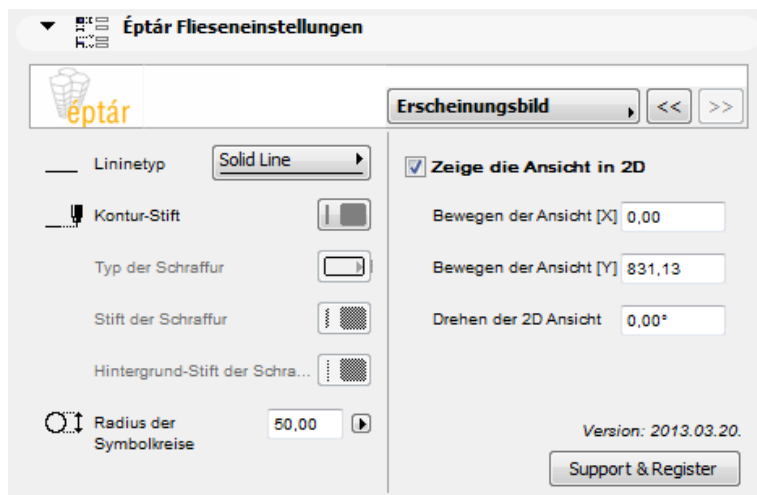 Éptár Flieseneinstellungen
éptár
Erscheinungsbild
<<
>>
Lininetyp
Solid Line
Kontur-Stift
Typ der Schraffur
Stift der Schraffur
Hintergrund-Stift der Schra...
Radius der
Symbolkreise
50,00
Zeige die Ansicht in 2D
Bewegen der Ansicht [X] 0,00
Bewegen der Ansicht [Y] 831,13
Drehen der 2D Ansicht 0,00°
Version: 2013.03.20.
Support & Register